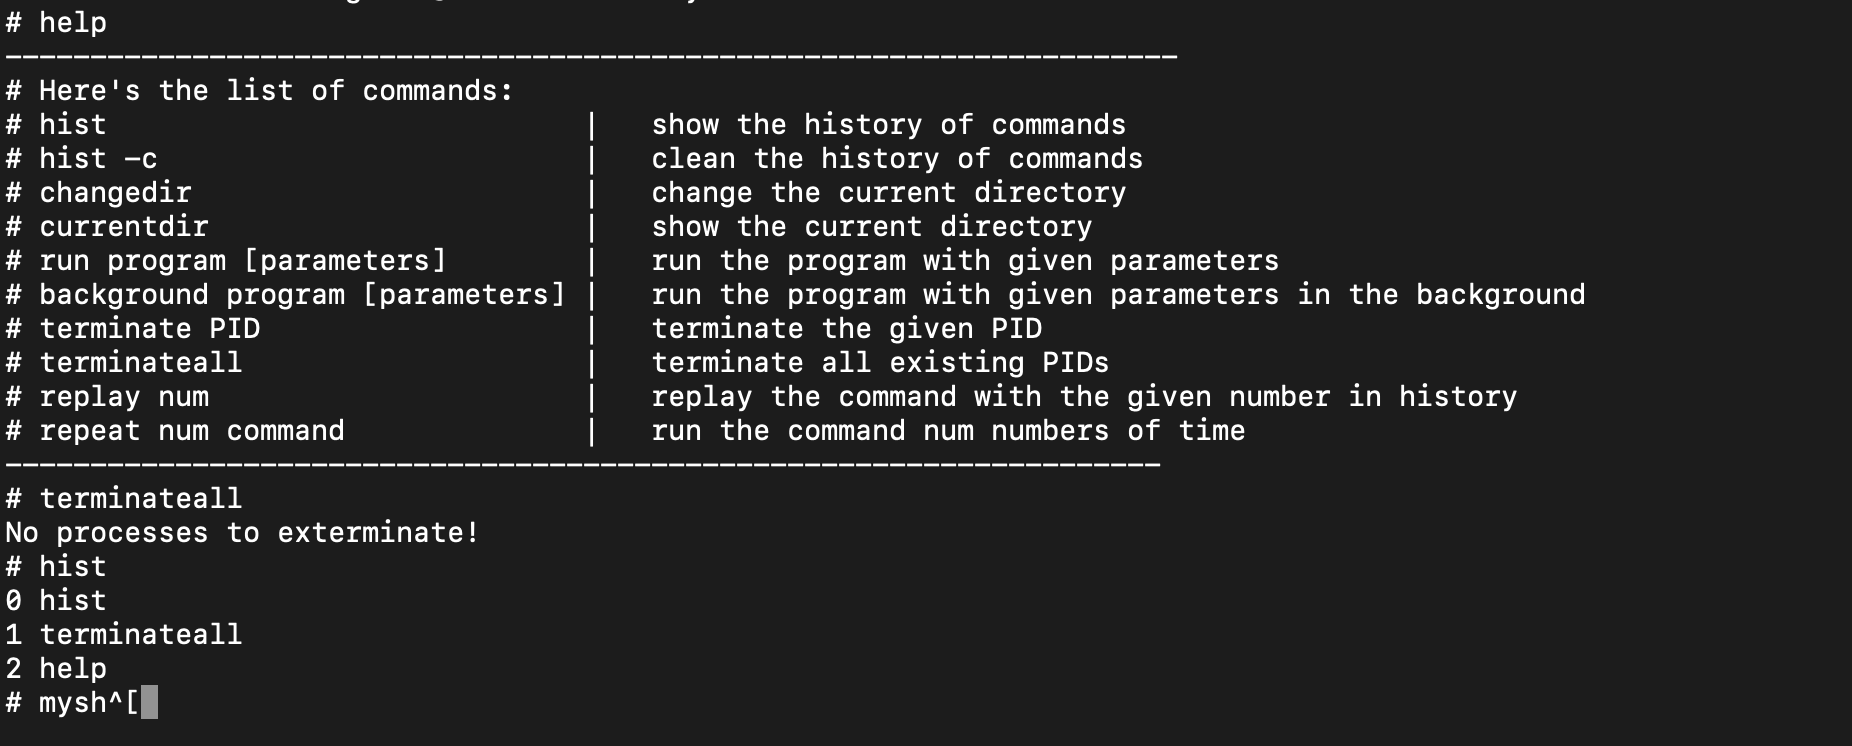 # help
---------------------------------------------------------------------
# Here's the list of commands:
# hist                            |   show the history of commands
# hist -c                         |   clean the history of commands
# changedir                       |   change the current directory
# currentdir                      |   show the current directory
# run program [parameters]        |   run the program with given parameters
# background program [parameters] |   run the program with given parameters in the background
# terminate PID                   |   terminate the given PID
# terminateall                    |   terminate all existing PIDs
# replay num                      |   replay the command with the given number in history
# repeat num command              |   run the command num numbers of time
--------------------------------------------------------------------
# terminateall
No processes to exterminate!
# hist
0 hist
1 terminateall
2 help
# mysh^[